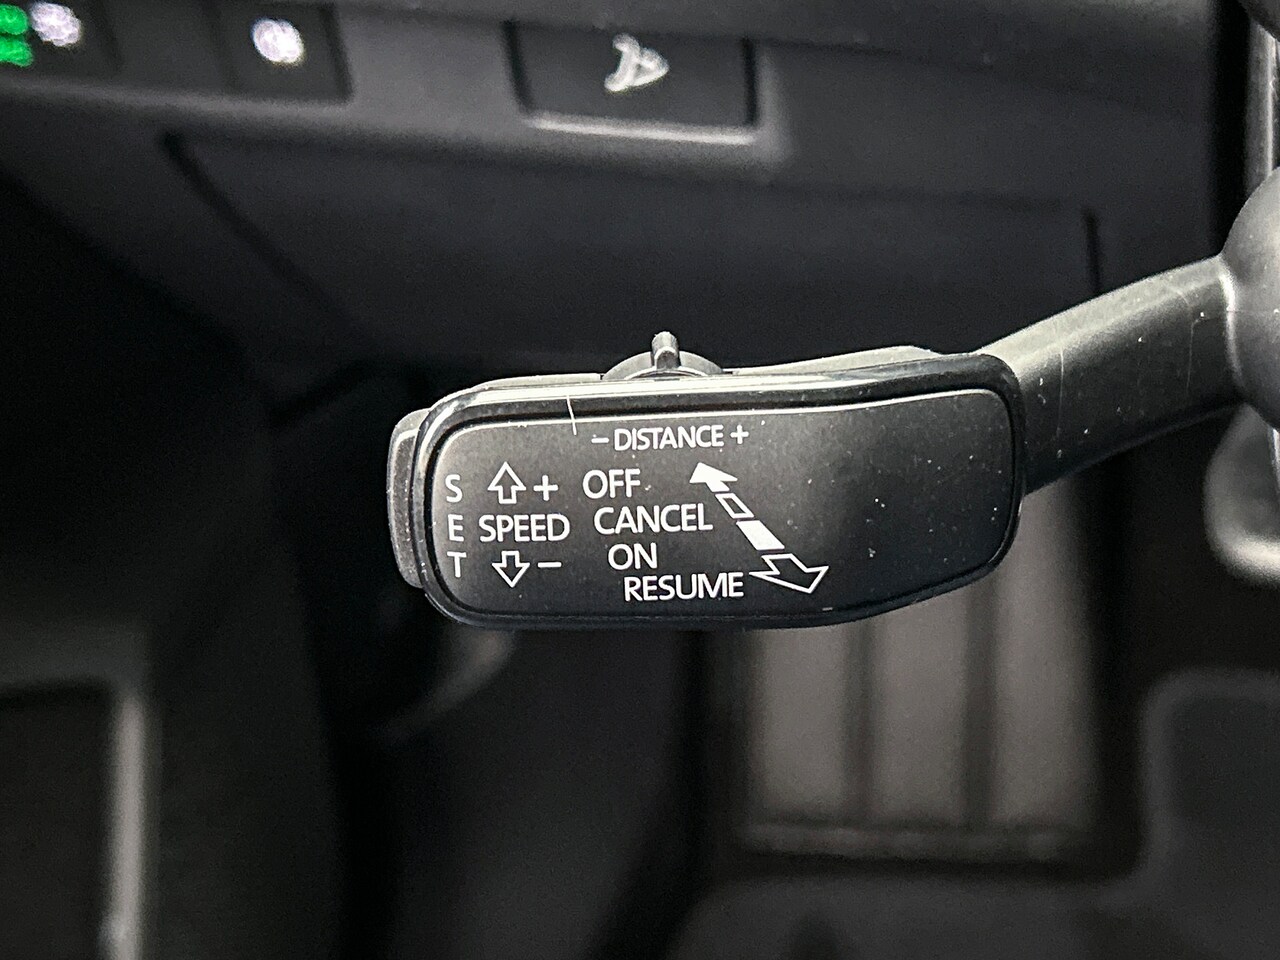 – DISTANCE +
S + OFF
E SPEED CANCEL
T – ON
RESUME